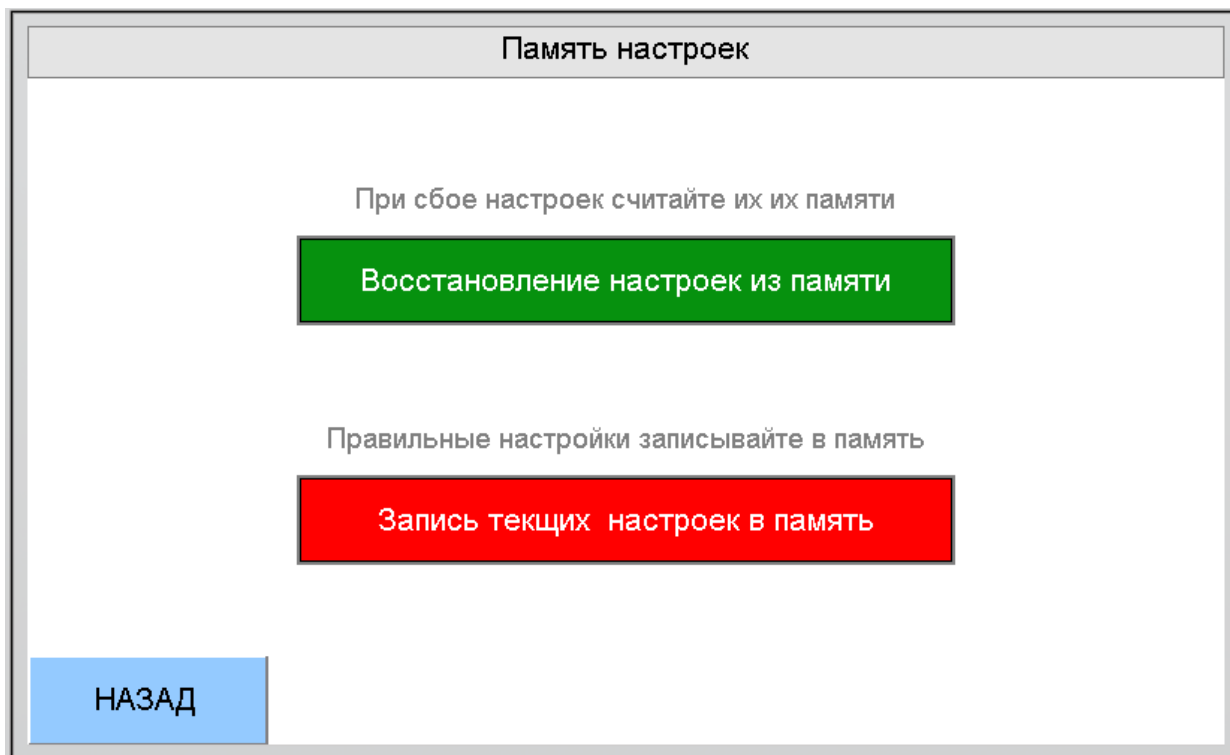 Память настроек
При сбое настроек считайте их их памяти
Восстановление настроек из памяти
Правильные настройки записывайте в память
Запись текщих  настроек в память
НАЗАД